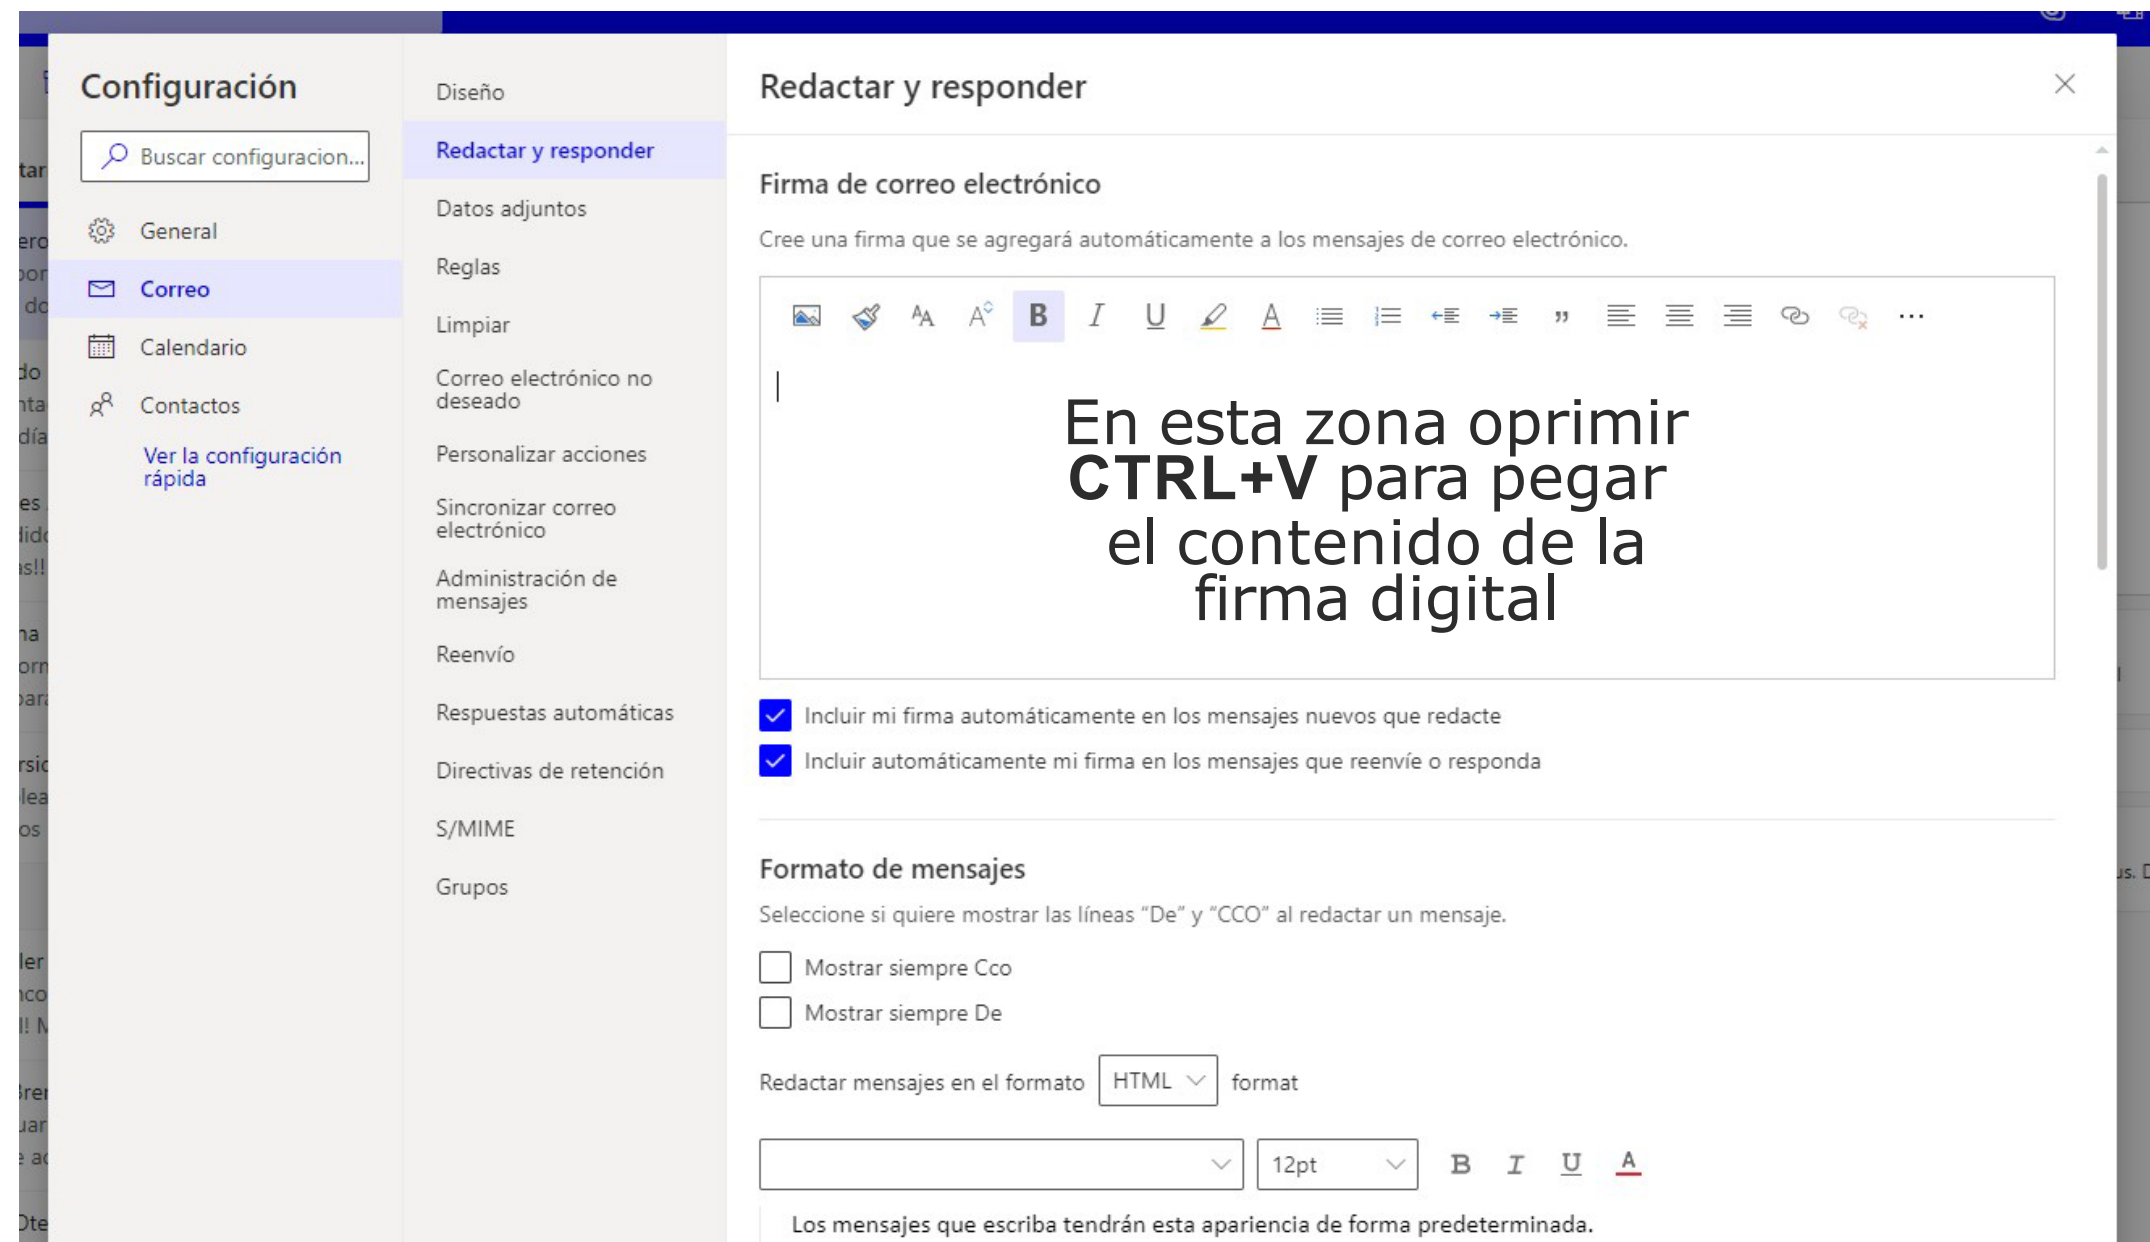 Configuración
Buscar configuracion...
General
Correo
Calendario
Contactos
Ver la configuración
rápida
Diseño
Redactar y responder
Datos adjuntos
Reglas
Limpiar
Correo electrónico no
deseado
Personalizar acciones
Sincronizar correo
electrónico
Administración de
mensajes
Reenvío
Respuestas automáticas
Directivas de retención
S/MIME
Grupos
Redactar y responder
Firma de correo electrónico
Cree una firma que se agregará automáticamente a los mensajes de correo electrónico.
En esta zona oprimir
CTRL+V para pegar
el contenido de la
firma digital
Incluir mi firma automáticamente en los mensajes nuevos que redacte
Incluir automáticamente mi firma en los mensajes que reenvíe o responda
Formato de mensajes
Seleccione si quiere mostrar las líneas “De” y “CCO” al redactar un mensaje.
Mostrar siempre Cco
Mostrar siempre De
Redactar mensajes en el formato HTML format
12pt B I U A
Los mensajes que escriba tendrán esta apariencia de forma predeterminada.